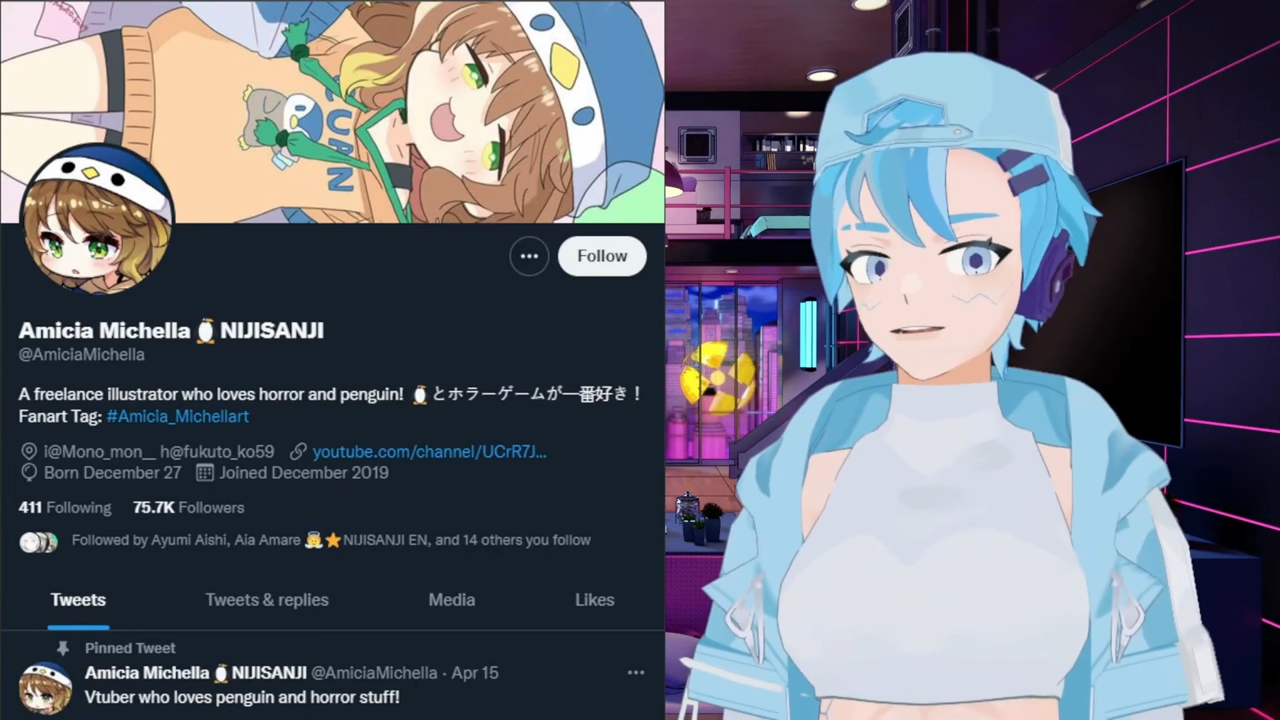 UAN
Follow
Amicia Michella 🐧 NIJISANJI
@AmiciaMichella
A freelance illustrator who loves horror and penguin! 🐧とホラーゲームが一番好き！
Fanart Tag: #Amicia_Michellart
i@Mono_mon__ h@fukuto_ko59 youtube.com/channel/UCrR7J...
Born December 27 Joined December 2019
411 Following 75.7K Followers
Followed by Ayumi Aishi, Aia Amare 👼⭐NIJISANJI EN, and 14 others you follow
Tweets Tweets & replies Media Likes
Pinned Tweet
Amicia Michella 🐧 NIJISANJI @AmiciaMichella · Apr 15
Vtuber who loves penguin and horror stuff!